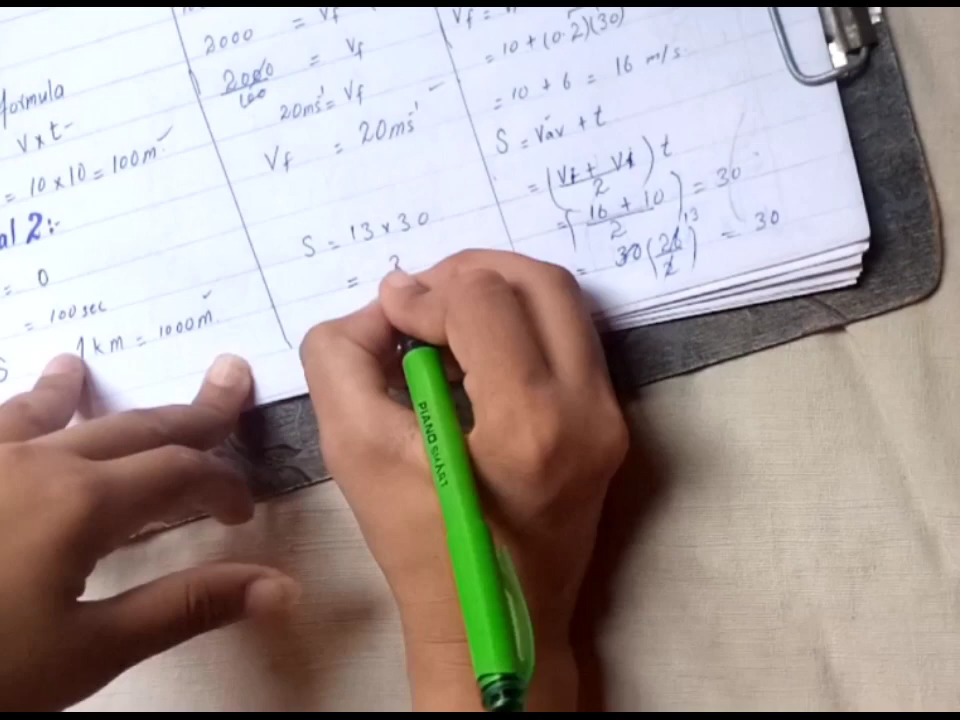 formula
V x t -
= 10 x 10 = 100m ✓
al 2:-
= 0
= 100 sec
S 1 km = 1000m ✓
2000 = Vf
2000/100 = Vf
20ms⁻¹ = Vf
Vf = 20ms⁻¹
S = 13 x 30
= 3
Vf =
= 10 + (0.2)(30)
= 10 + 6 = 16 m/s
S = Vav + t
= (Vf + Vi / 2) t
= (16 + 10 / 2) = 30
= 30 (26/2) 13 = 30
PIANO SMART